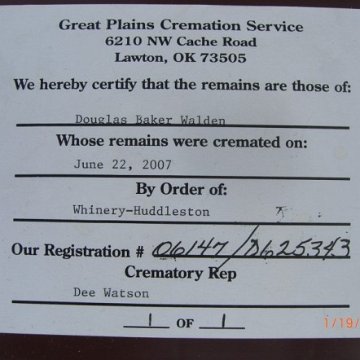 Great Plains Cremation Service
6210 NW Cache Road
Lawton, OK 73505
We hereby certify that the remains are those of:
Douglas Baker Walden
Whose remains were cremated on:
June 22, 2007
By Order of:
Whinery-Huddleston
Our Registration # 06147/D625343
Crematory Rep
Dee Watson
1 OF 1
1/19/